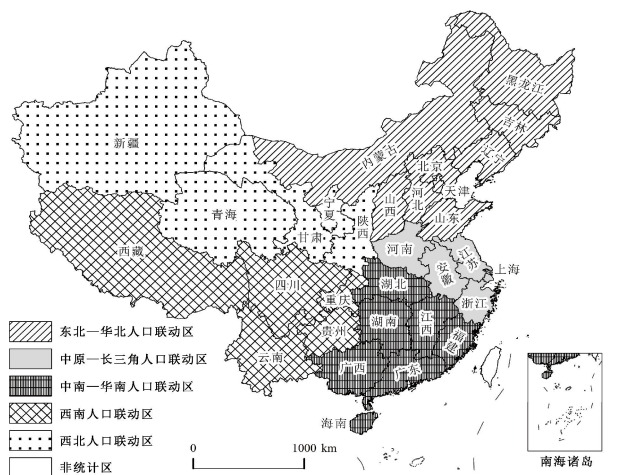 黑龙江
吉林
辽宁
内蒙古
北京
天津
河北
山西
山东
新疆
宁夏
青海
甘肃
陕西
河南
江苏
安徽
上海
西藏
四川
重庆
湖北
浙江
湖南
江西
福建
贵州
云南
广西
广东
海南
东北—华北人口联动区
中原—长三角人口联动区
中南—华南人口联动区
西南人口联动区
西北人口联动区
非统计区
0 1000 km
南海诸岛